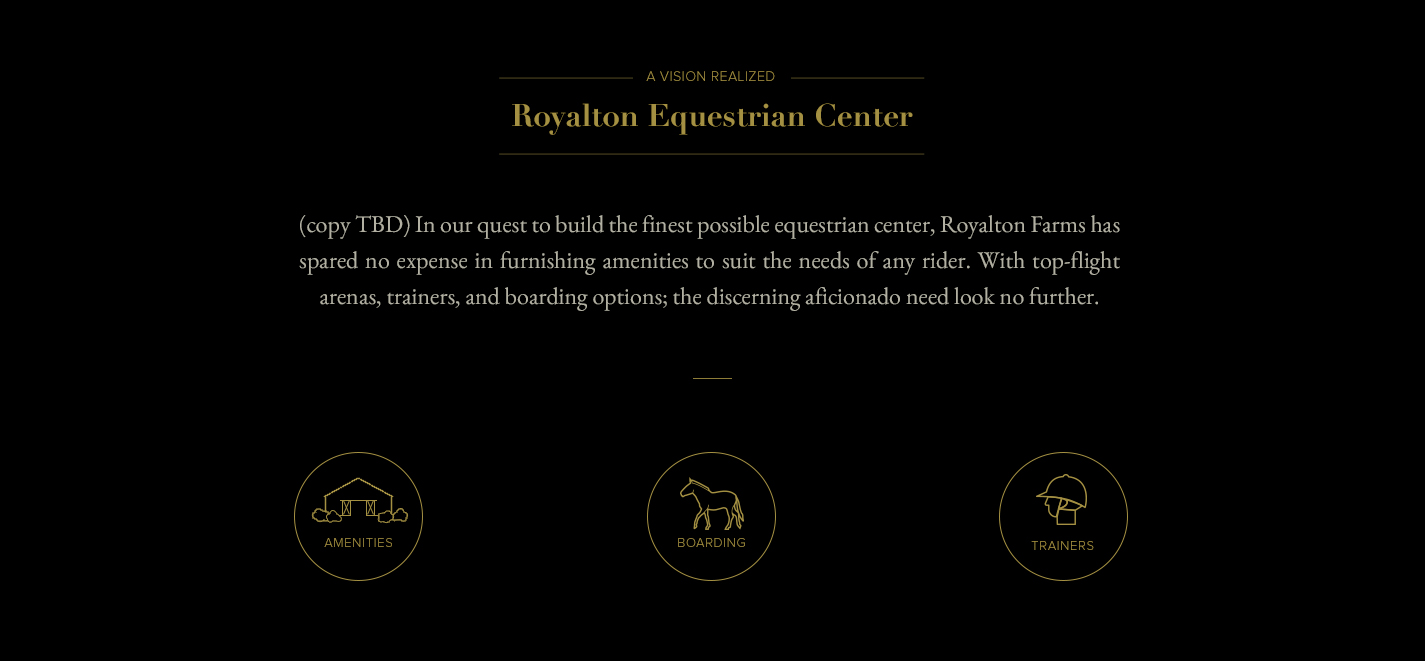 A VISION REALIZED
Royalton Equestrian Center
(copy TBD) In our quest to build the finest possible equestrian center, Royalton Farms has
spared no expense in furnishing amenities to suit the needs of any rider. With top-flight
arenas, trainers, and boarding options; the discerning aficionado need look no further.
AMENITIES
BOARDING
TRAINERS